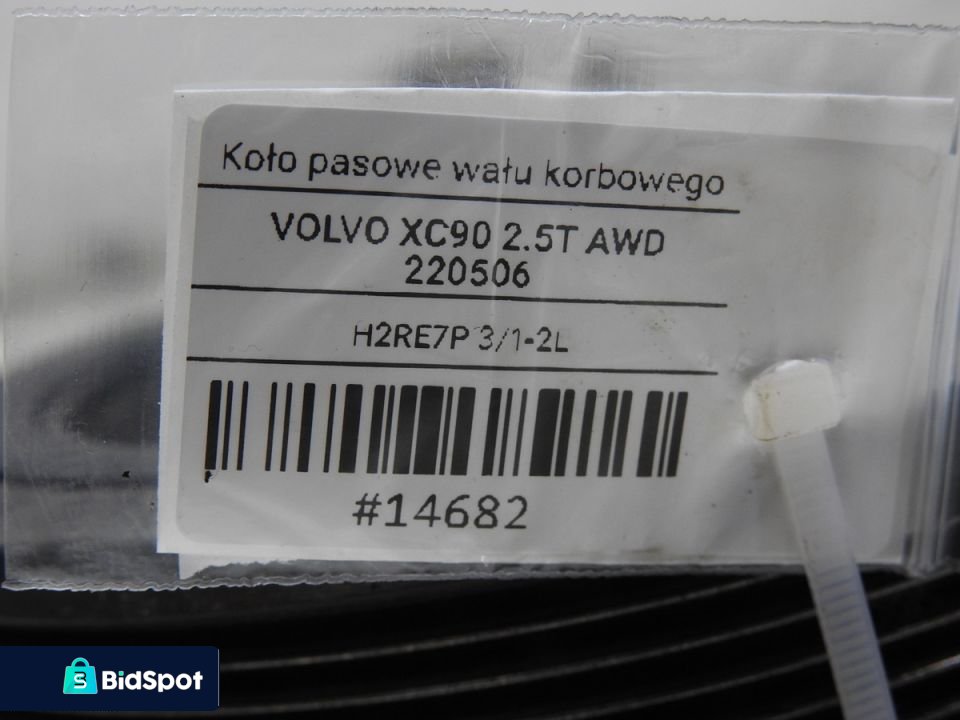 Koło pasowe wału korbowego
VOLVO XC90 2.5T AWD
220506
H2RE7P 3/1-2L
#14682
BidSpot